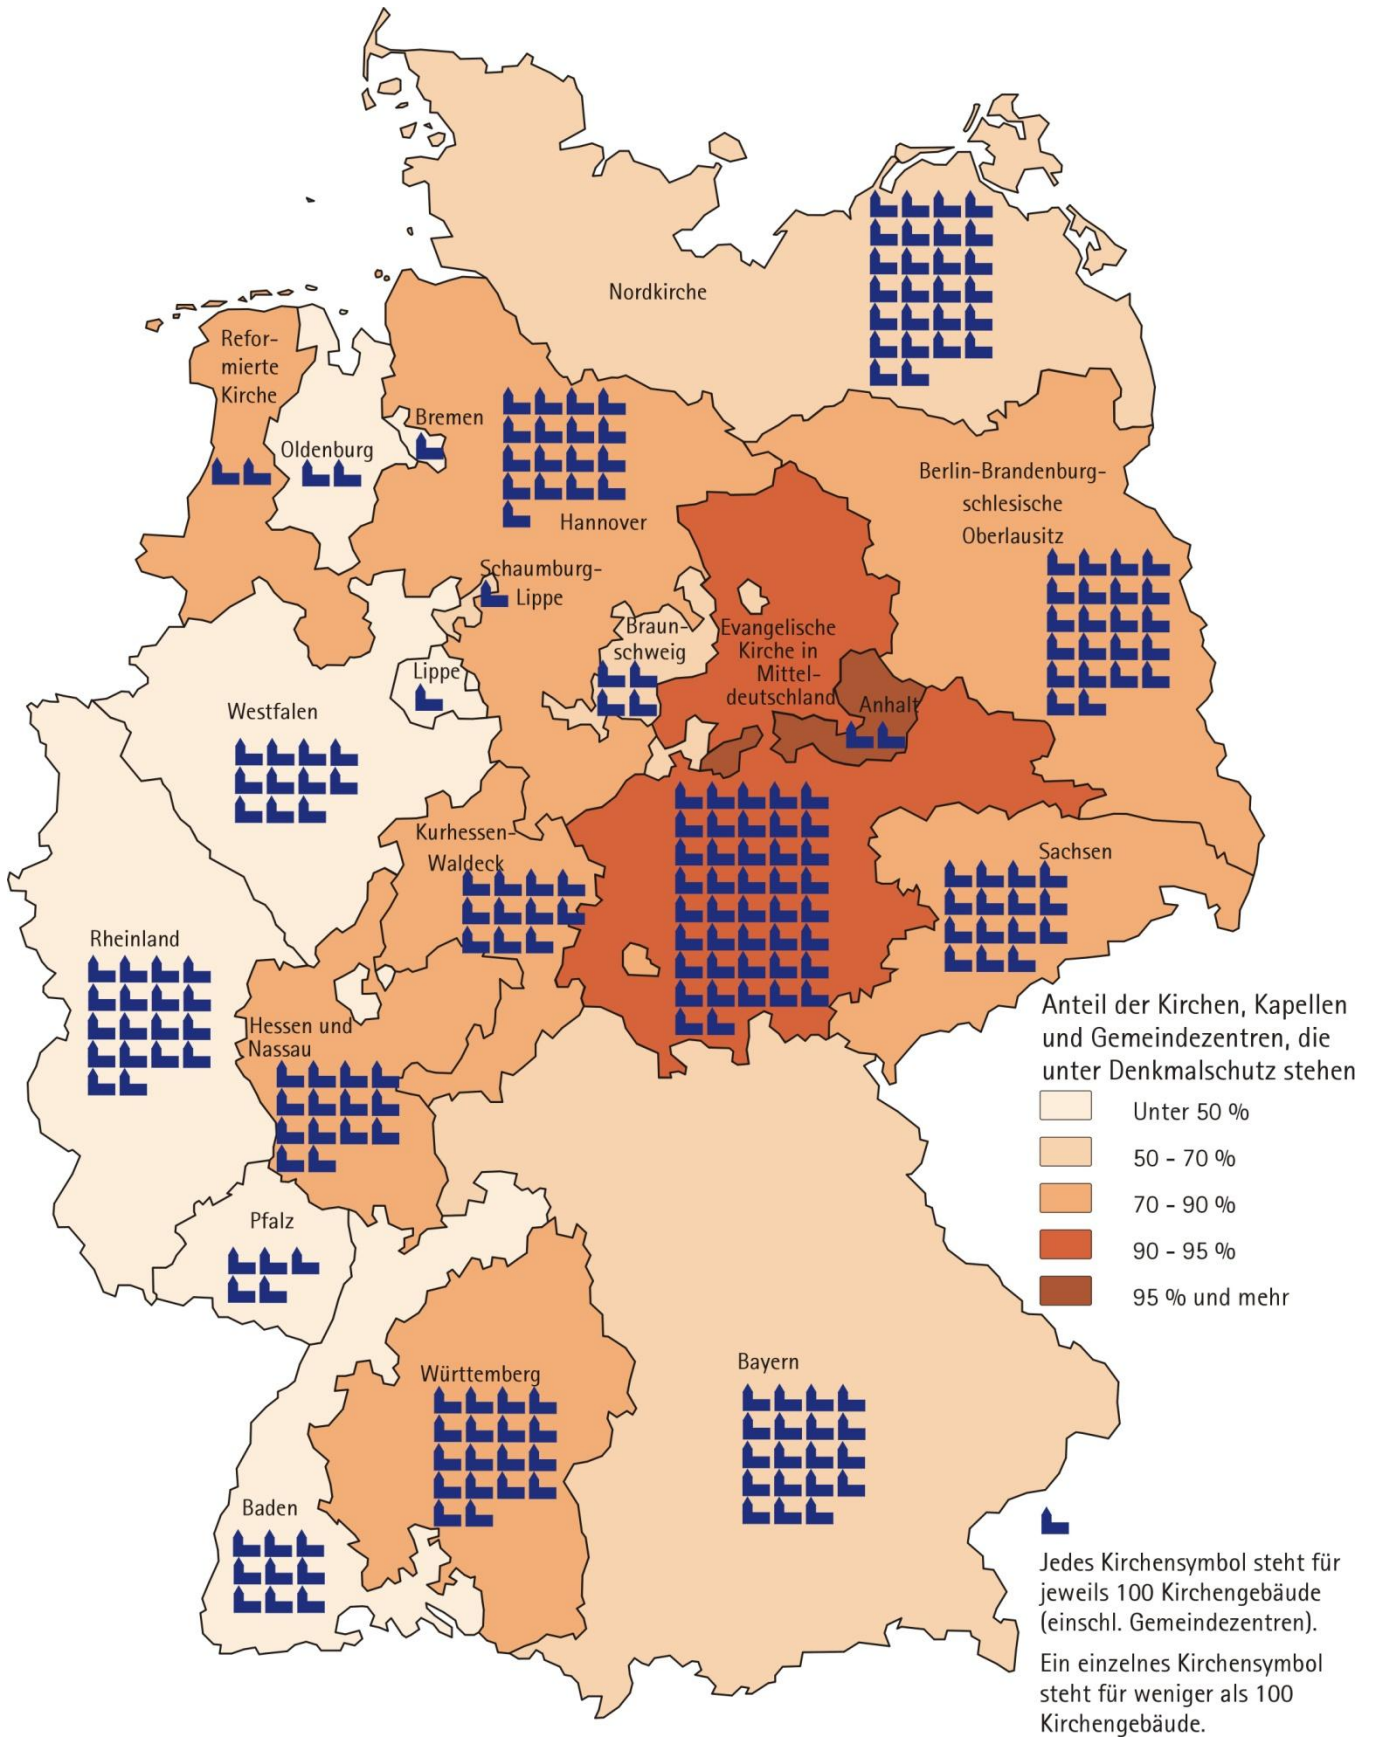 Nordkirche
Refor-
mierte
Kirche
Bremen
Oldenburg
Hannover
Berlin-Brandenburg-
schlesische
Oberlausitz
Schaumburg-
Lippe
Braun-
schweig
Evangelische
Kirche in
Mittel-
deutschland
Anhalt
Lippe
Westfalen
Kurhessen-
Waldeck
Sachsen
Rheinland
Hessen und
Nassau
Pfalz
Württemberg
Bayern
Baden
Anteil der Kirchen, Kapellen
und Gemeindezentren, die
unter Denkmalschutz stehen
Unter 50 %
50 - 70 %
70 - 90 %
90 - 95 %
95 % und mehr
Jedes Kirchensymbol steht für
jeweils 100 Kirchengebäude
(einschl. Gemeindezentren).
Ein einzelnes Kirchensymbol
steht für weniger als 100
Kirchengebäude.